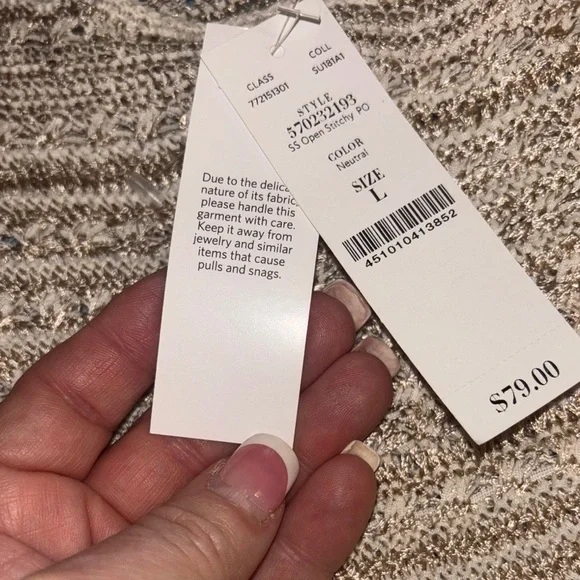 Due to the delica
nature of its fabric,
please handle this
garment with care.
Keep it away from
jewelry and similar
items that cause
pulls and snags.
CLASS
772151301
COLL
SU181A1
STYLE
570232193
SS Open Stitchy PO
COLOR
Neutral
SIZE
L
451010413852
$79.00